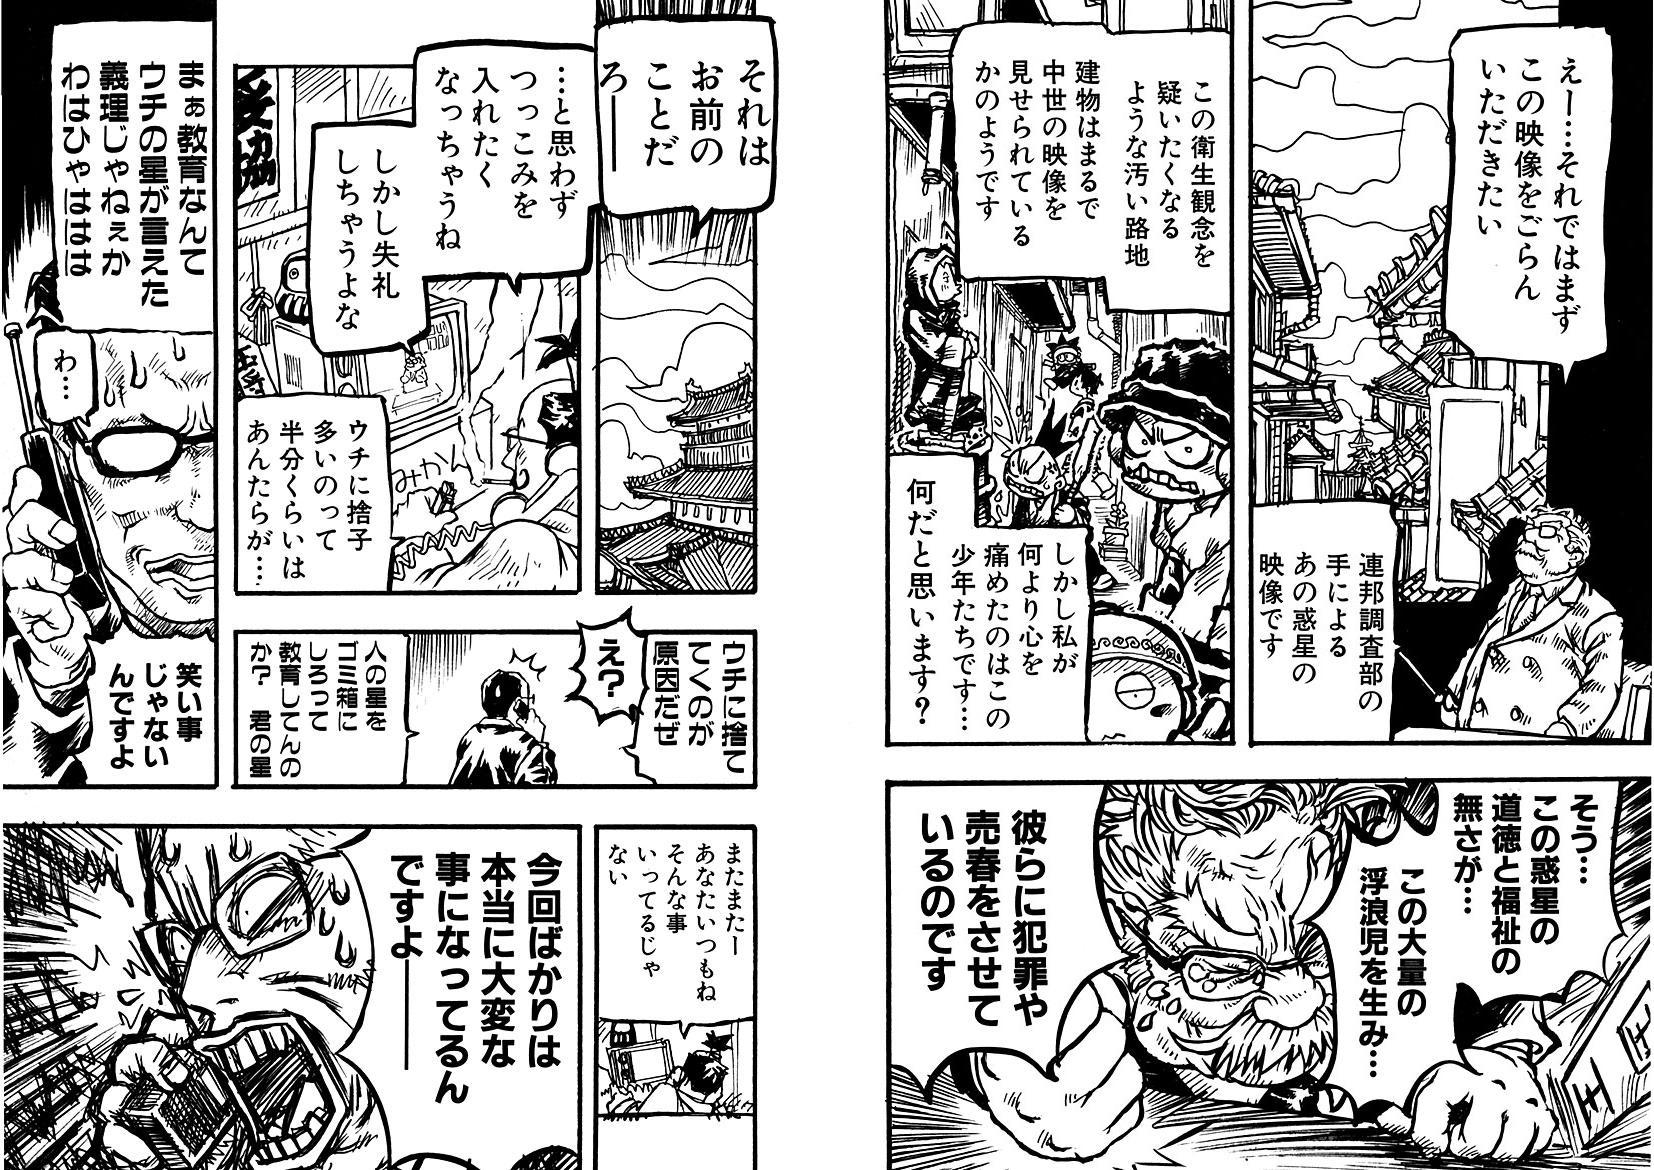 えー…それではまず
この映像をごらん
いただきたい
連邦調査部の
手による
あの惑星の
映像です
この衛生観念を
疑いたくなる
ような汚い路地
建物はまるで
中世の映像を
見せられている
かのようです
しかし私が
何より心を
痛めたのはこの
少年たちです…
何だと思います?
そう…
この惑星の
道徳と福祉の
無さが…
この大量の
浮浪児を生み…
彼らに犯罪や
売春をさせて
いるのです
それは
お前の
ことだ
ろ――
…と思わず
つっこみを
入れたく
なっちゃうね
しかし失礼
しちゃうよな
妥協
みかん
ウチに捨子
多いのって
半分くらいは
あんたらが…
まぁ教育なんて
ウチの星が言えた
義理じゃねぇか
わはひゃははは
わ…
笑い事
じゃない
んですよ
ウチに捨て
てくのが
原因だぜ
え?
人の星を
ゴミ箱に
しろって
教育してんの
か? 君の星
またまたー
あなたいつもね
そんな事
いってるじゃ
ない
今回ばかりは
本当に大変な
事になってるん
ですよ――